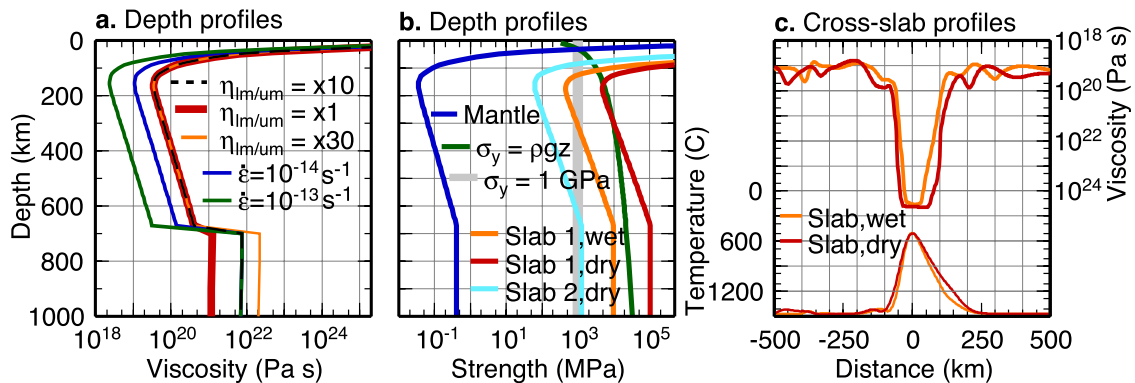 a. Depth profiles
0
200
400
600
800
1000
Depth (km)
10^18
10^20
10^22
10^24
Viscosity (Pa s)
η_lm/um = x10
η_lm/um = x1
η_lm/um = x30
ε̇=10^-14 s^-1
ε̇=10^-13 s^-1
b. Depth profiles
Mantle
σ_y = ρgz
σ_y = 1 GPa
Slab 1,wet
Slab 1,dry
Slab 2,dry
10^-1
10^1
10^3
10^5
Strength (MPa)
c. Cross-slab profiles
10^18
10^20
10^22
10^24
Viscosity (Pa s)
0
600
1200
Temperature (C)
Slab,wet
Slab,dry
-500
-250
0
250
500
Distance (km)